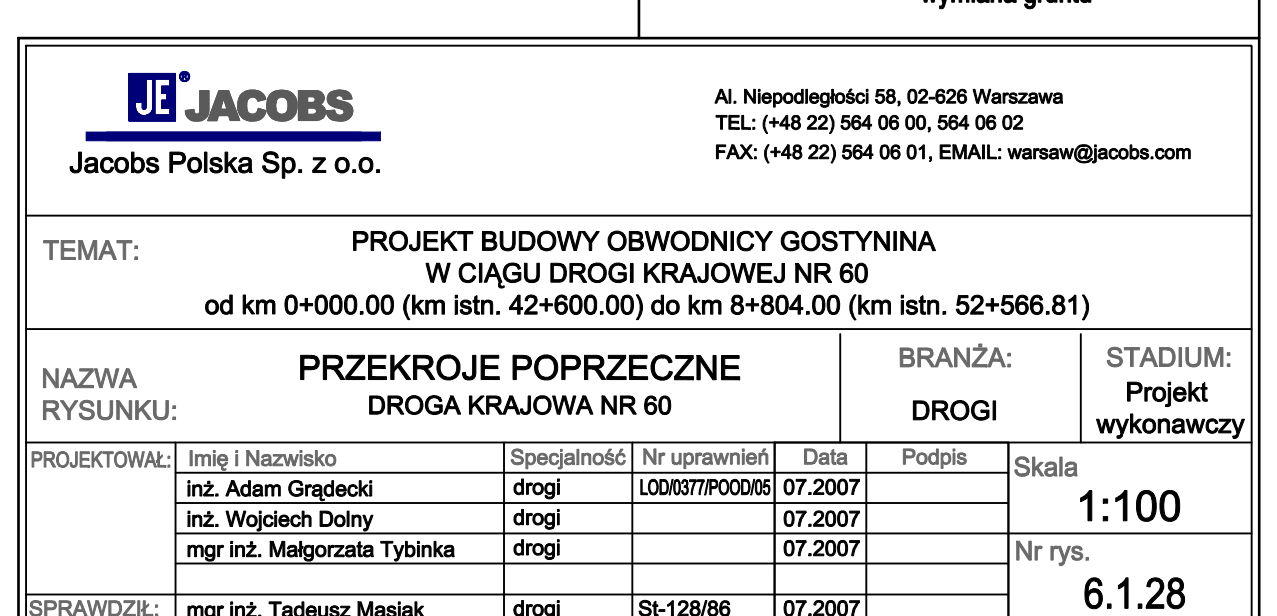 wymiana gruntu
JE® JACOBS
Jacobs Polska Sp. z o.o.
Al. Niepodległości 58, 02-626 Warszawa
TEL: (+48 22) 564 06 00, 564 06 02
FAX: (+48 22) 564 06 01, EMAIL: warsaw@jacobs.com
TEMAT:
PROJEKT BUDOWY OBWODNICY GOSTYNINA
W CIĄGU DROGI KRAJOWEJ NR 60
od km 0+000.00 (km istn. 42+600.00) do km 8+804.00 (km istn. 52+566.81)
NAZWA
RYSUNKU:
PRZEKROJE POPRZECZNE
DROGA KRAJOWA NR 60
BRANŻA:
DROGI
STADIUM:
Projekt
wykonawczy
PROJEKTOWAŁ: Imię i Nazwisko Specjalność Nr uprawnień Data Podpis
inż. Adam Grądecki drogi LOD/0377/POOD/05 07.2007
inż. Wojciech Dolny drogi 07.2007
mgr inż. Małgorzata Tybinka drogi 07.2007
SPRAWDZIŁ: mgr inż. Tadeusz Masiak drogi St-128/86 07.2007
Skala
1:100
Nr rys.
6.1.28